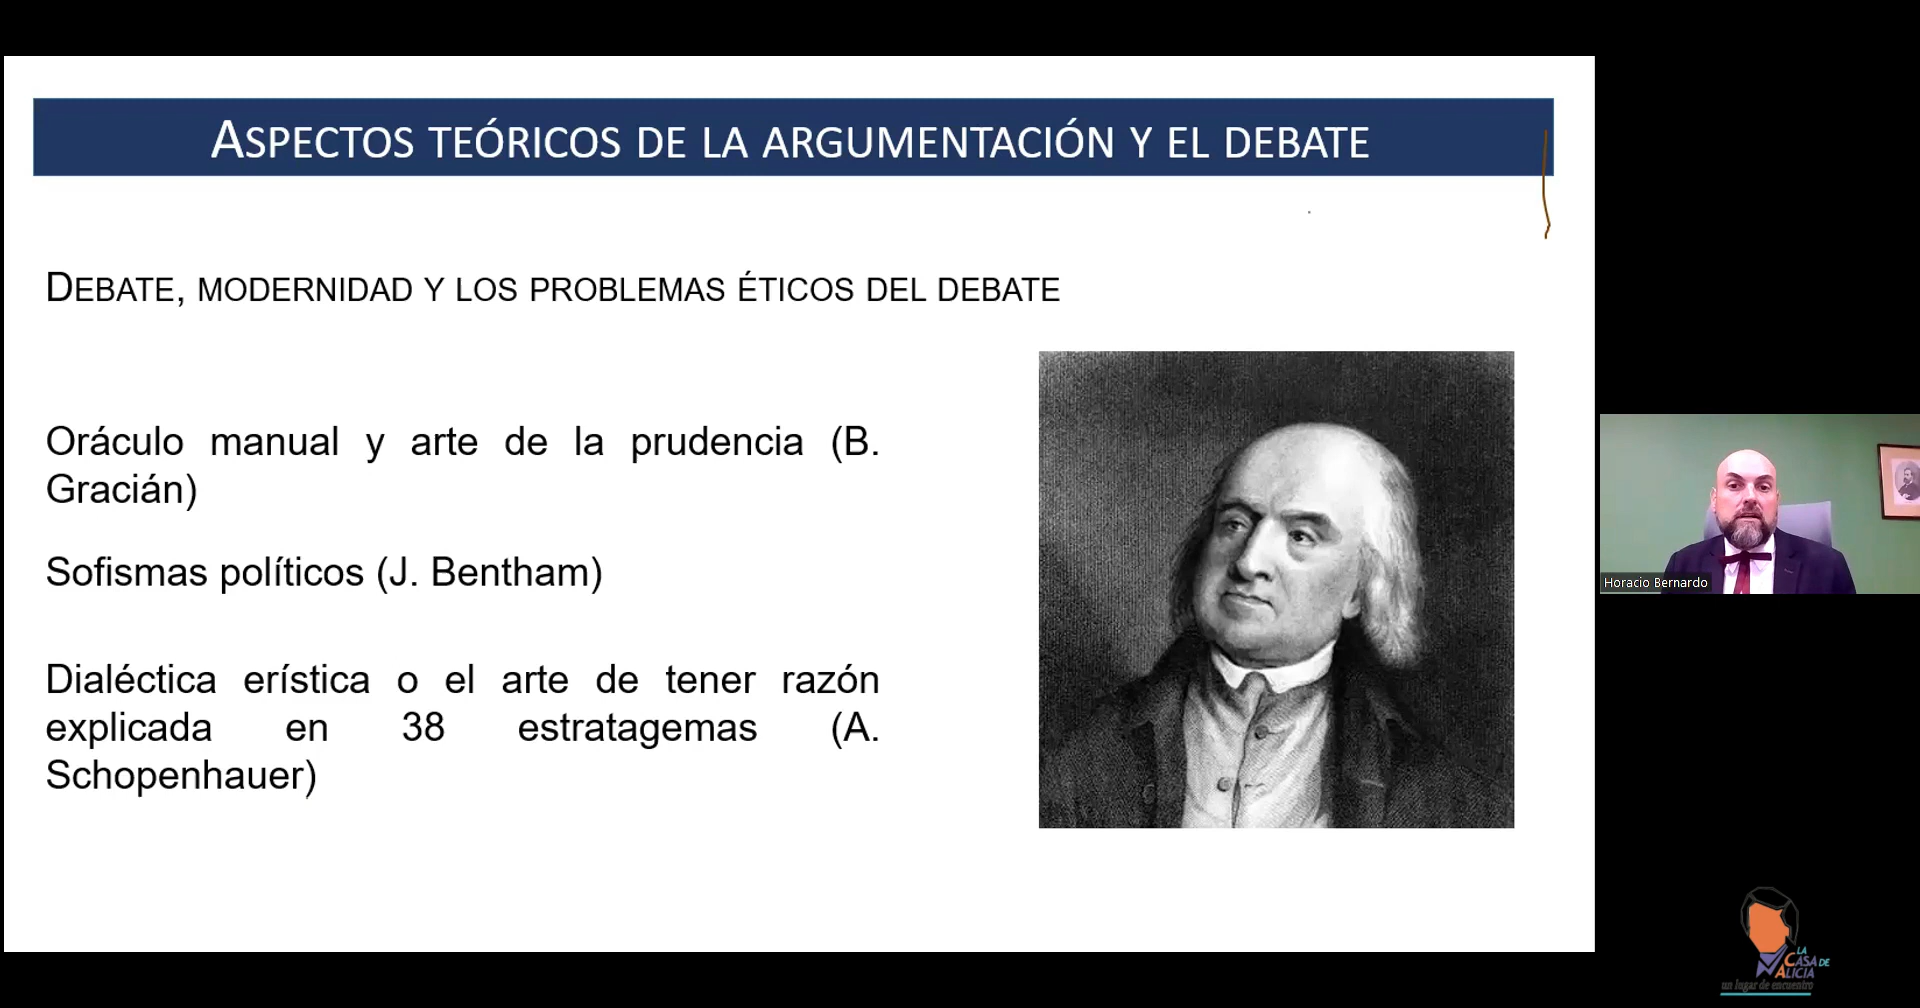 ASPECTOS TEÓRICOS DE LA ARGUMENTACIÓN Y EL DEBATE
DEBATE, MODERNIDAD Y LOS PROBLEMAS ÉTICOS DEL DEBATE
Oráculo manual y arte de la prudencia (B.
Gracián)
Sofismas políticos (J. Bentham)
Dialéctica erística o el arte de tener razón
explicada en 38 estratagemas (A.
Schopenhauer)
Horacio Bernardo
LA
CASA DE
ALICIA
un lugar de encuentro